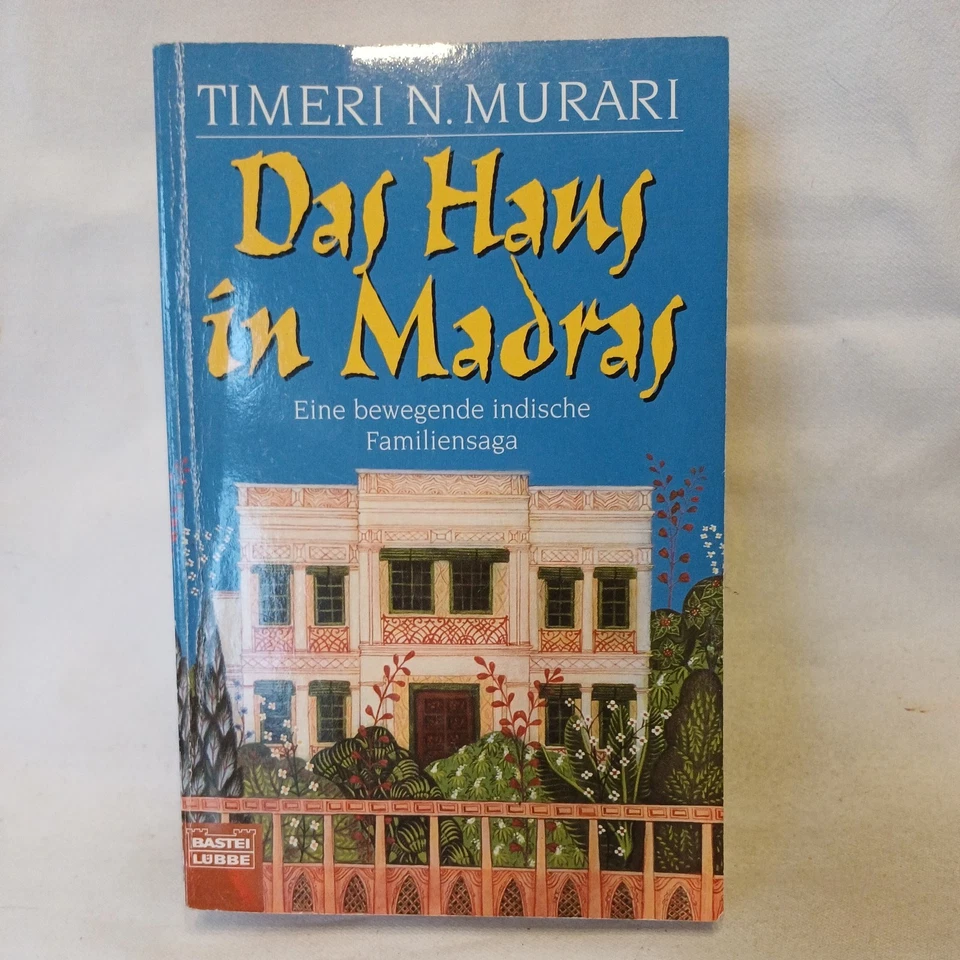 TIMERI N. MURARI
Das Haus
in Madras
Eine bewegende indische
Familiensaga
BASTEI
LÜBBE